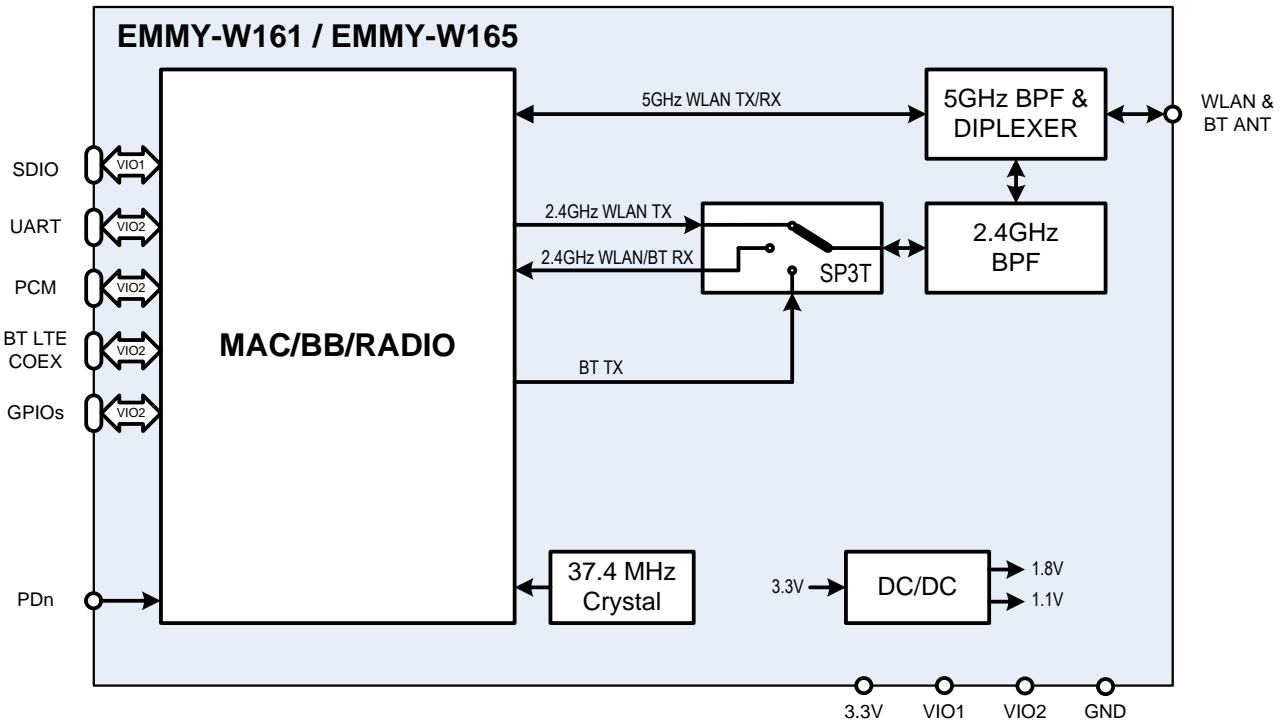 EMMY-W161 / EMMY-W165
5GHz WLAN TX/RX
5GHz BPF &
DIPLEXER
WLAN &
BT ANT
SDIO
VIO1
UART
VIO2
2.4GHz WLAN TX
2.4GHz
BPF
2.4GHz WLAN/BT RX
SP3T
PCM
VIO2
BT LTE
COEX
VIO2
MAC/BB/RADIO
BT TX
GPIOs
VIO2
37.4 MHz
Crystal
3.3V
DC/DC
1.8V
1.1V
PDn
3.3V
VIO1
VIO2
GND